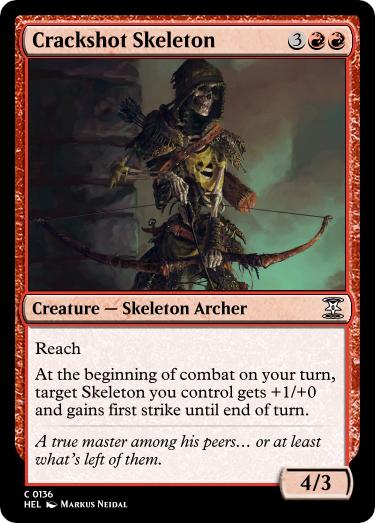 Crackshot Skeleton 3
Creature — Skeleton Archer
Reach
At the beginning of combat on your turn,
target Skeleton you control gets +1/+0
and gains first strike until end of turn.
A true master among his peers… or at least
what's left of them.
4/3
C 0136
HEL Markus Neidal